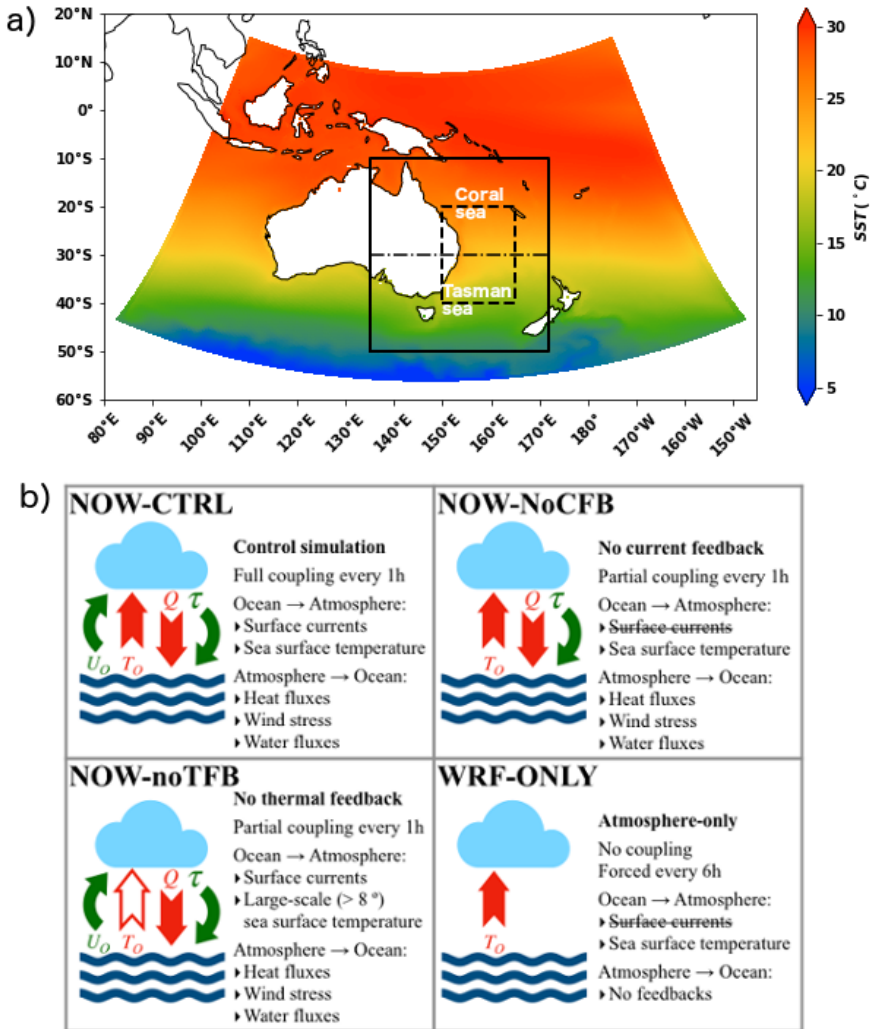 a)
20°N
10°N
0°
10°S
20°S
30°S
40°S
50°S
60°S
80°E
90°E
100°E
110°E
120°E
130°E
140°E
150°E
160°E
170°E
180°
170°W
160°W
150°W
Coral
sea
Tasman
sea
30
25
20
15
10
5
SST(°C)
b)
NOW-CTRL
Control simulation
Full coupling every 1h
Ocean → Atmosphere:
‣ Surface currents
‣ Sea surface temperature
Atmosphere → Ocean:
‣ Heat fluxes
‣ Wind stress
‣ Water fluxes
Q τ
U_O T_O
NOW-NoCFB
No current feedback
Partial coupling every 1h
Ocean → Atmosphere:
‣ Surface currents
‣ Sea surface temperature
Atmosphere → Ocean:
‣ Heat fluxes
‣ Wind stress
‣ Water fluxes
Q τ
T_O
NOW-noTFB
No thermal feedback
Partial coupling every 1h
Ocean → Atmosphere:
‣ Surface currents
‣ Large-scale (> 8 º)
sea surface temperature
Atmosphere → Ocean:
‣ Heat fluxes
‣ Wind stress
‣ Water fluxes
Q τ
U_O T_O
WRF-ONLY
Atmosphere-only
No coupling
Forced every 6h
Ocean → Atmosphere:
‣ Surface currents
‣ Sea surface temperature
Atmosphere → Ocean:
‣ No feedbacks
T_O